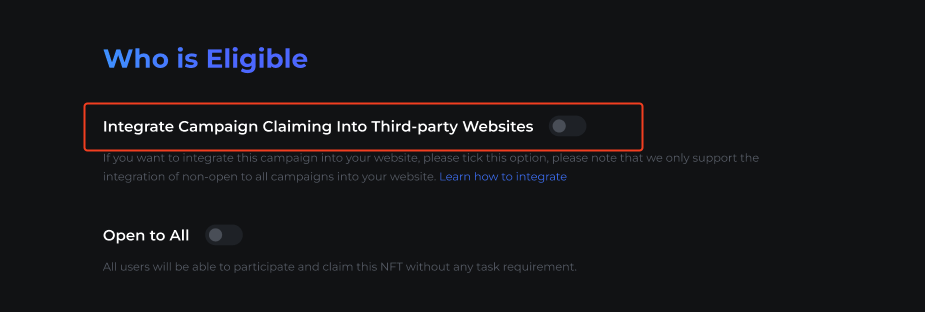 Who is Eligible
Integrate Campaign Claiming Into Third-party Websites
If you want to integrate this campaign into your website, please tick this option, please note that we only support the
integration of non-open to all campaigns into your website. Learn how to integrate
Open to All
All users will be able to participate and claim this NFT without any task requirement.